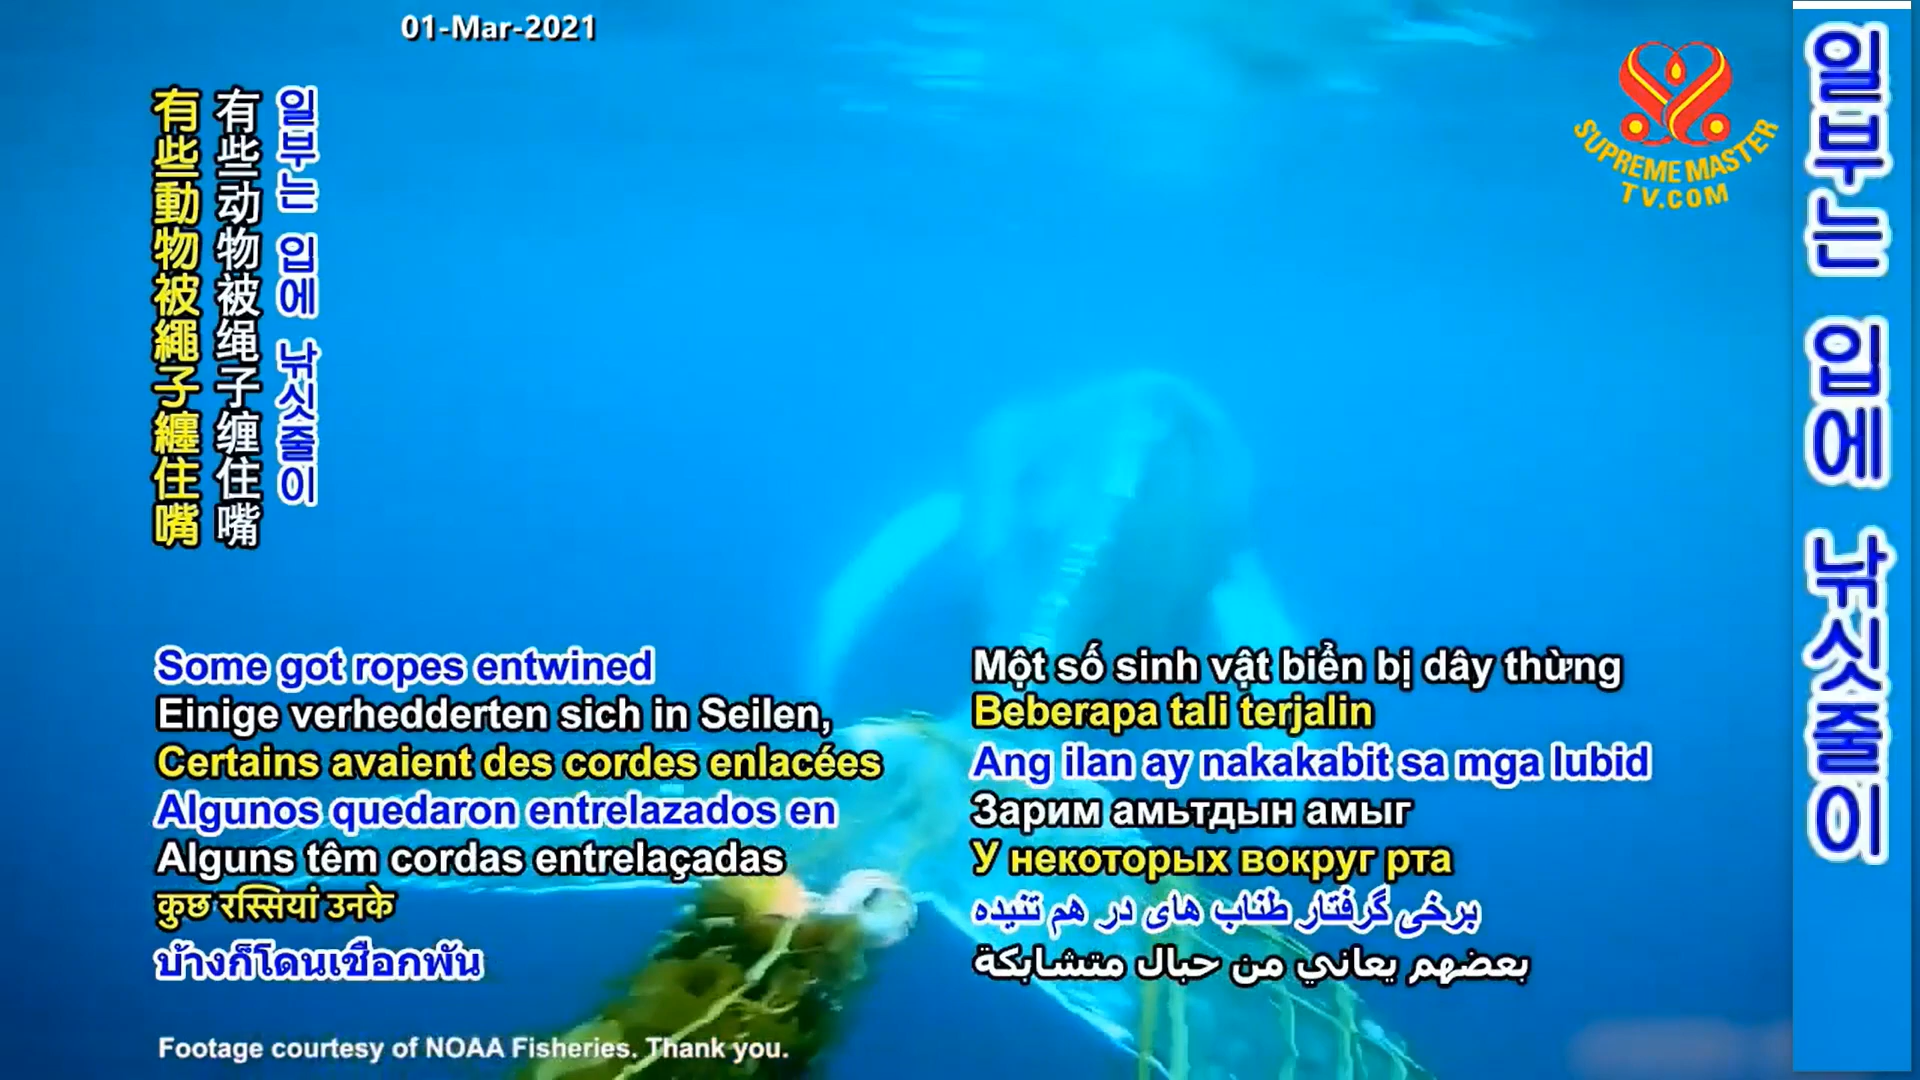 01-Mar-2021
SUPREME MASTER
TV.COM
일부는 입에 낚싯줄이
일부는 입에 낚싯줄이
有些动物被绳子缠住嘴
有些動物被繩子纏住嘴
Some got ropes entwined
Einige verhedderten sich in Seilen,
Certains avaient des cordes enlacées
Algunos quedaron entrelazados en
Alguns têm cordas entrelaçadas
कुछ रस्सियां उनके
บ้างก็โดนเชือกพัน
Một số sinh vật biển bị dây thừng
Beberapa tali terjalin
Ang ilan ay nakakabit sa mga lubid
Зарим амьтдын амыг
У некоторых вокруг рта
برخی گرفتار طناب های در هم تنیده
بعضهم يعاني من حبال متشابكة
Footage courtesy of NOAA Fisheries. Thank you.